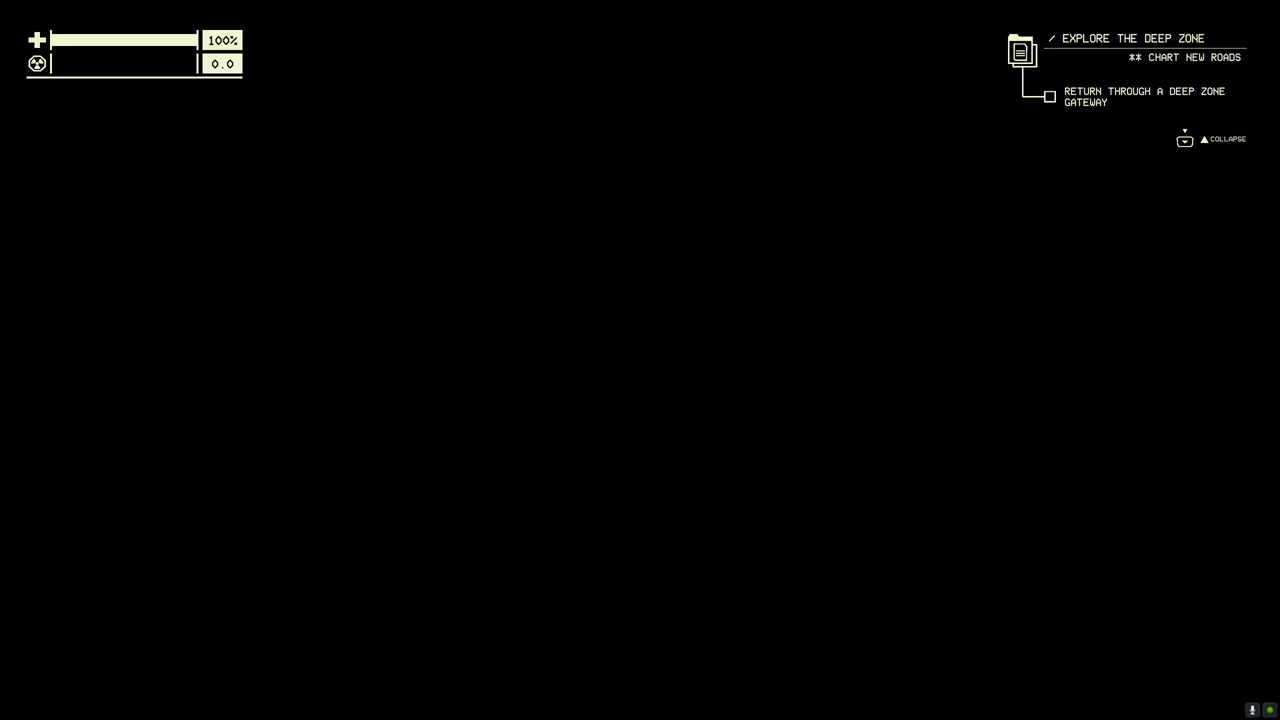 100%
0.0
/ EXPLORE THE DEEP ZONE
** CHART NEW ROADS
RETURN THROUGH A DEEP ZONE
GATEWAY
COLLAPSE